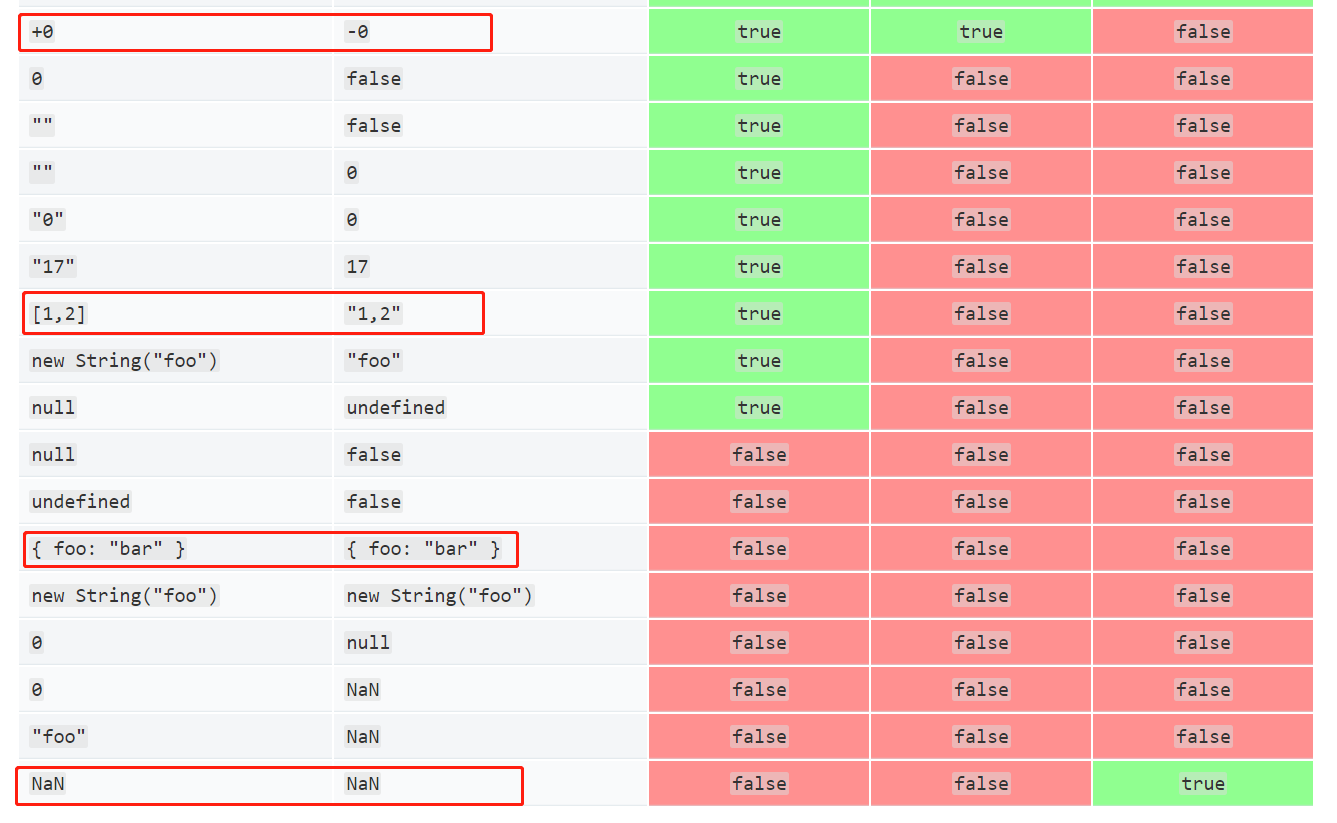 +0 -0 true true false
0 false true false false
"" false true false false
"" 0 true false false
"0" 0 true false false
"17" 17 true false false
[1,2] "1,2" true false false
new String("foo") "foo" true false false
null undefined true false false
null false false false false
undefined false false false false
{ foo: "bar" } { foo: "bar" } false false false
new String("foo") new String("foo") false false false
0 null false false false
0 NaN false false false
"foo" NaN false false false
NaN NaN false false true